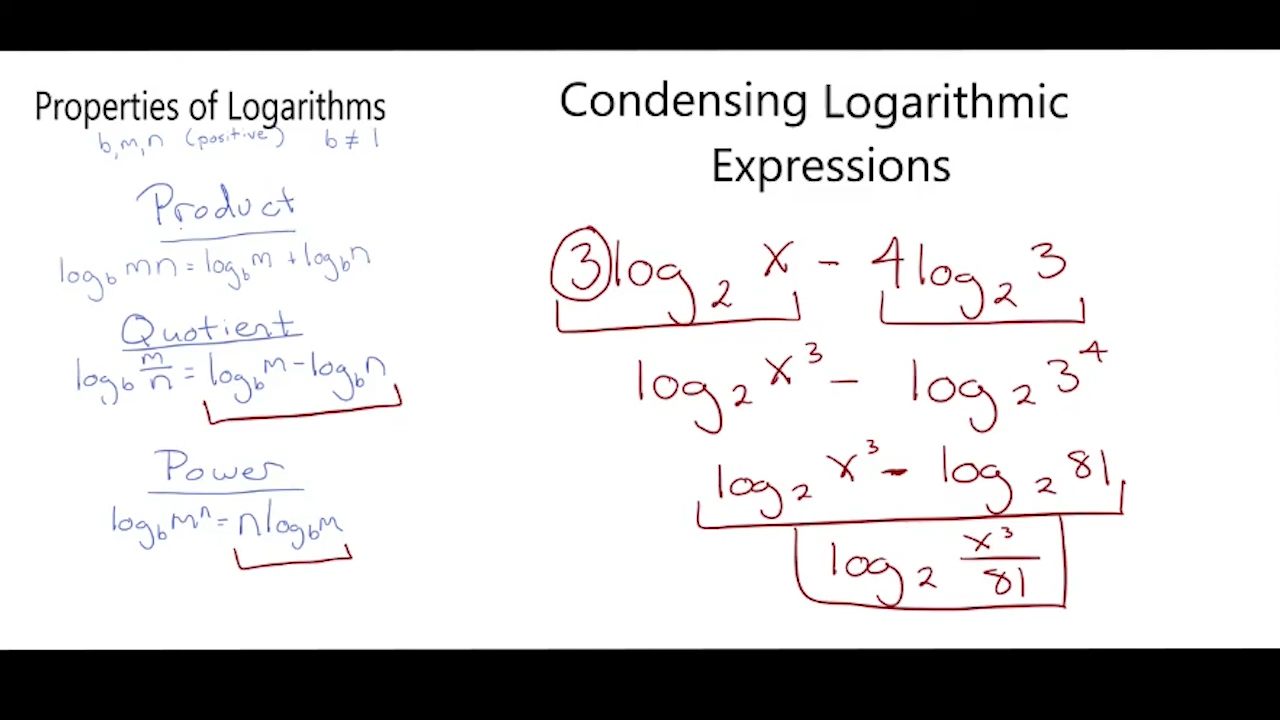 Properties of Logarithms
b,m,n (positive) b ≠ 1
Product
log_b mn = log_b m + log_b n
Quotient
log_b m/n = log_b m - log_b n
Power
log_b m^n = n log_b m
Condensing Logarithmic
Expressions
3 log_2 x - 4 log_2 3
log_2 x^3 - log_2 3^4
log_2 x^3 - log_2 81
log_2 x^3/81